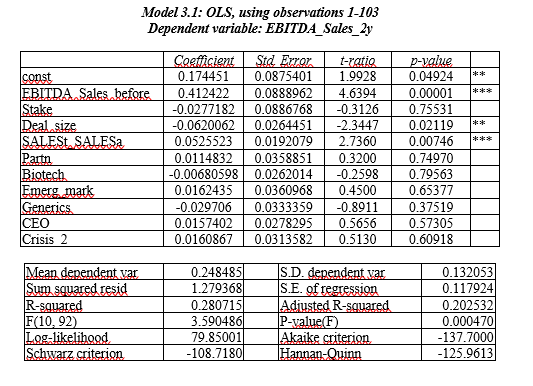 Model 3.1: OLS, using observations 1-103
Dependent variable: EBITDA_Sales_2y
Coefficient Std. Error t-ratio p-value
const 0.174451 0.0875401 1.9928 0.04924 **
EBITDA_Sales_before 0.412422 0.0888962 4.6394 0.00001 ***
Stake -0.0277182 0.0886768 -0.3126 0.75531
Deal_size -0.0620062 0.0264451 -2.3447 0.02119 **
SALESt_SALESa 0.0525523 0.0192079 2.7360 0.00746 ***
Partn 0.0114832 0.0358851 0.3200 0.74970
Biotech -0.00680598 0.0262014 -0.2598 0.79563
Emerg_mark 0.0162435 0.0360968 0.4500 0.65377
Generics -0.029706 0.0333359 -0.8911 0.37519
CEO 0.0157402 0.0278295 0.5656 0.57305
Crisis_2 0.0160867 0.0313582 0.5130 0.60918
Mean dependent var 0.248485 S.D. dependent var 0.132053
Sum squared resid 1.279368 S.E. of regression 0.117924
R-squared 0.280715 Adjusted R-squared 0.202532
F(10, 92) 3.590486 P-value(F) 0.000470
Log-likelihood 79.85001 Akaike criterion -137.7000
Schwarz criterion -108.7180 Hannan-Quinn -125.9613